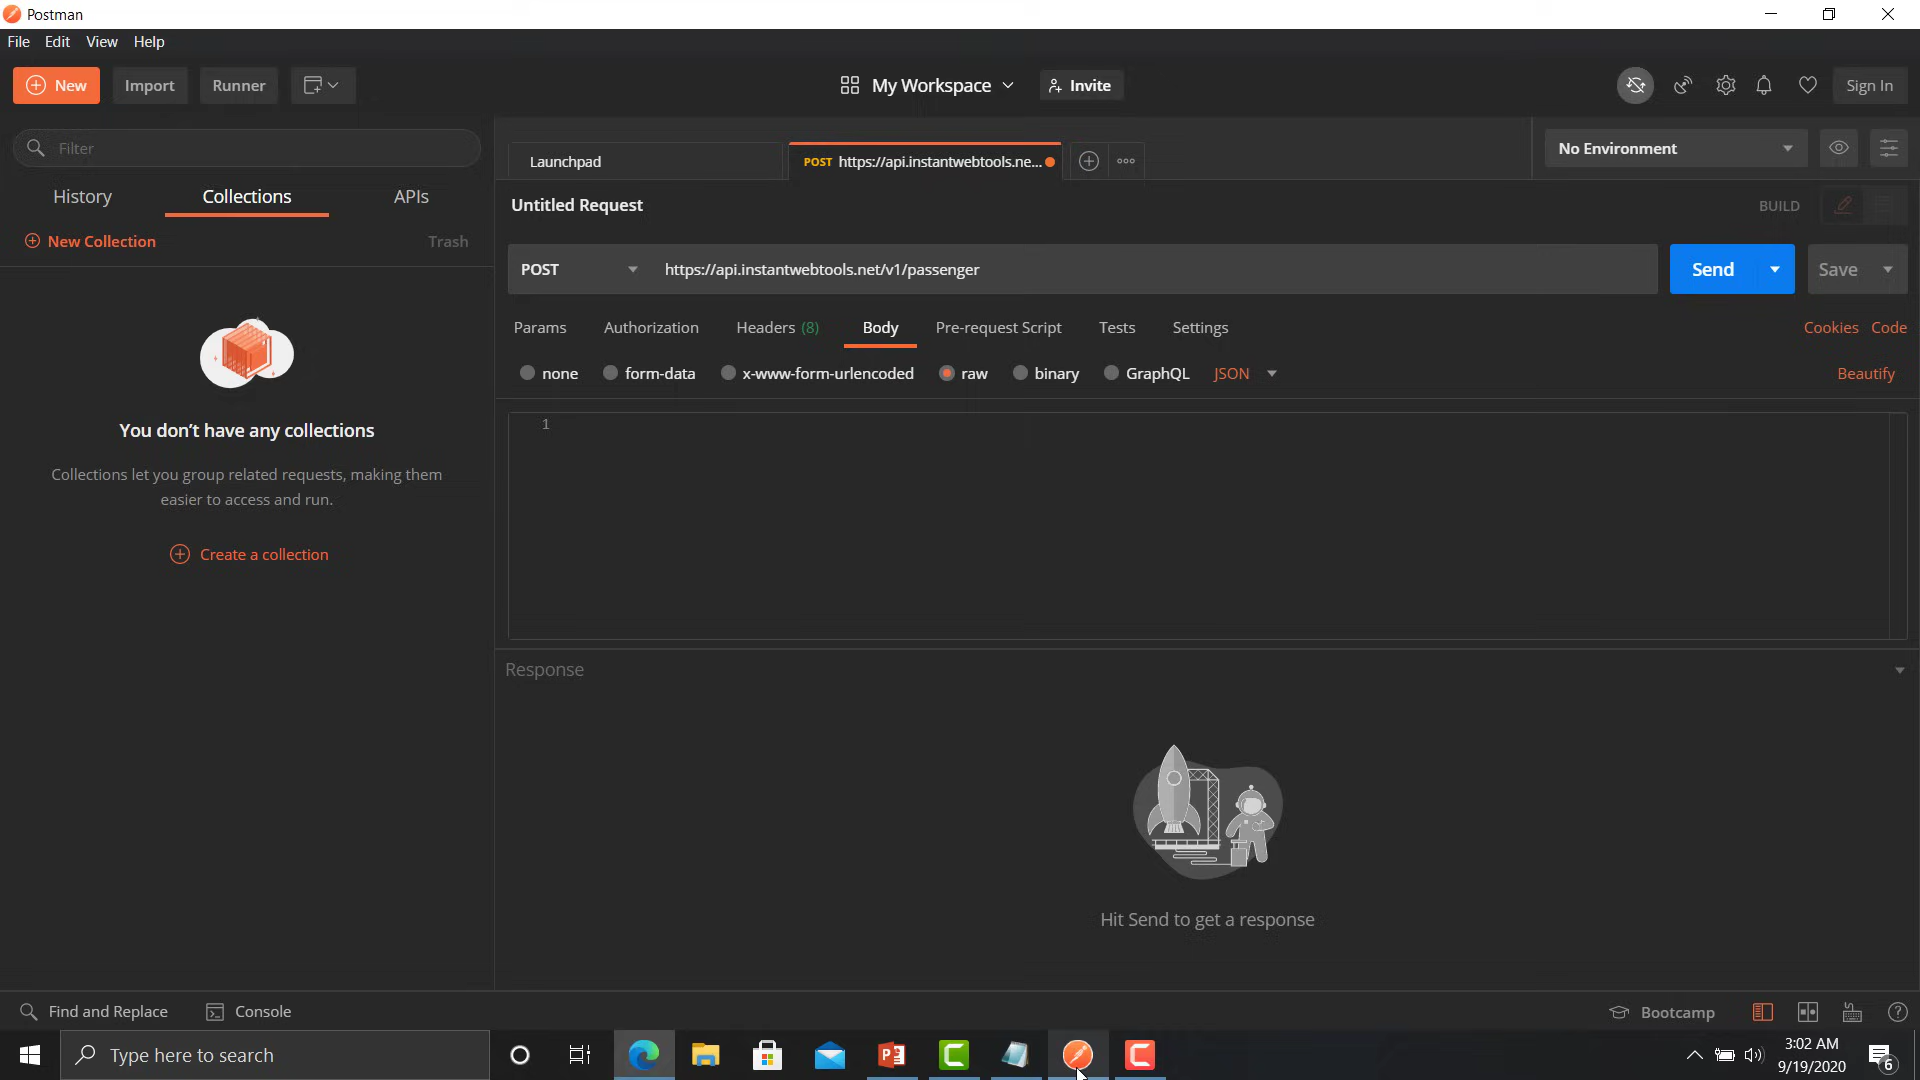 Postman
File Edit View Help
New Import Runner
My Workspace Invite
Sign In
Filter
History Collections APIs
New Collection Trash
You don't have any collections
Collections let you group related requests, making them
easier to access and run.
Create a collection
Launchpad POST https://api.instantwebtools.ne...
No Environment
Untitled Request
BUILD
POST https://api.instantwebtools.net/v1/passenger
Send Save
Params Authorization Headers (8) Body Pre-request Script Tests Settings
Cookies Code
none form-data x-www-form-urlencoded raw binary GraphQL JSON
Beautify
1
Response
Hit Send to get a response
Find and Replace Console
Bootcamp
Type here to search
3:02 AM
9/19/2020
6